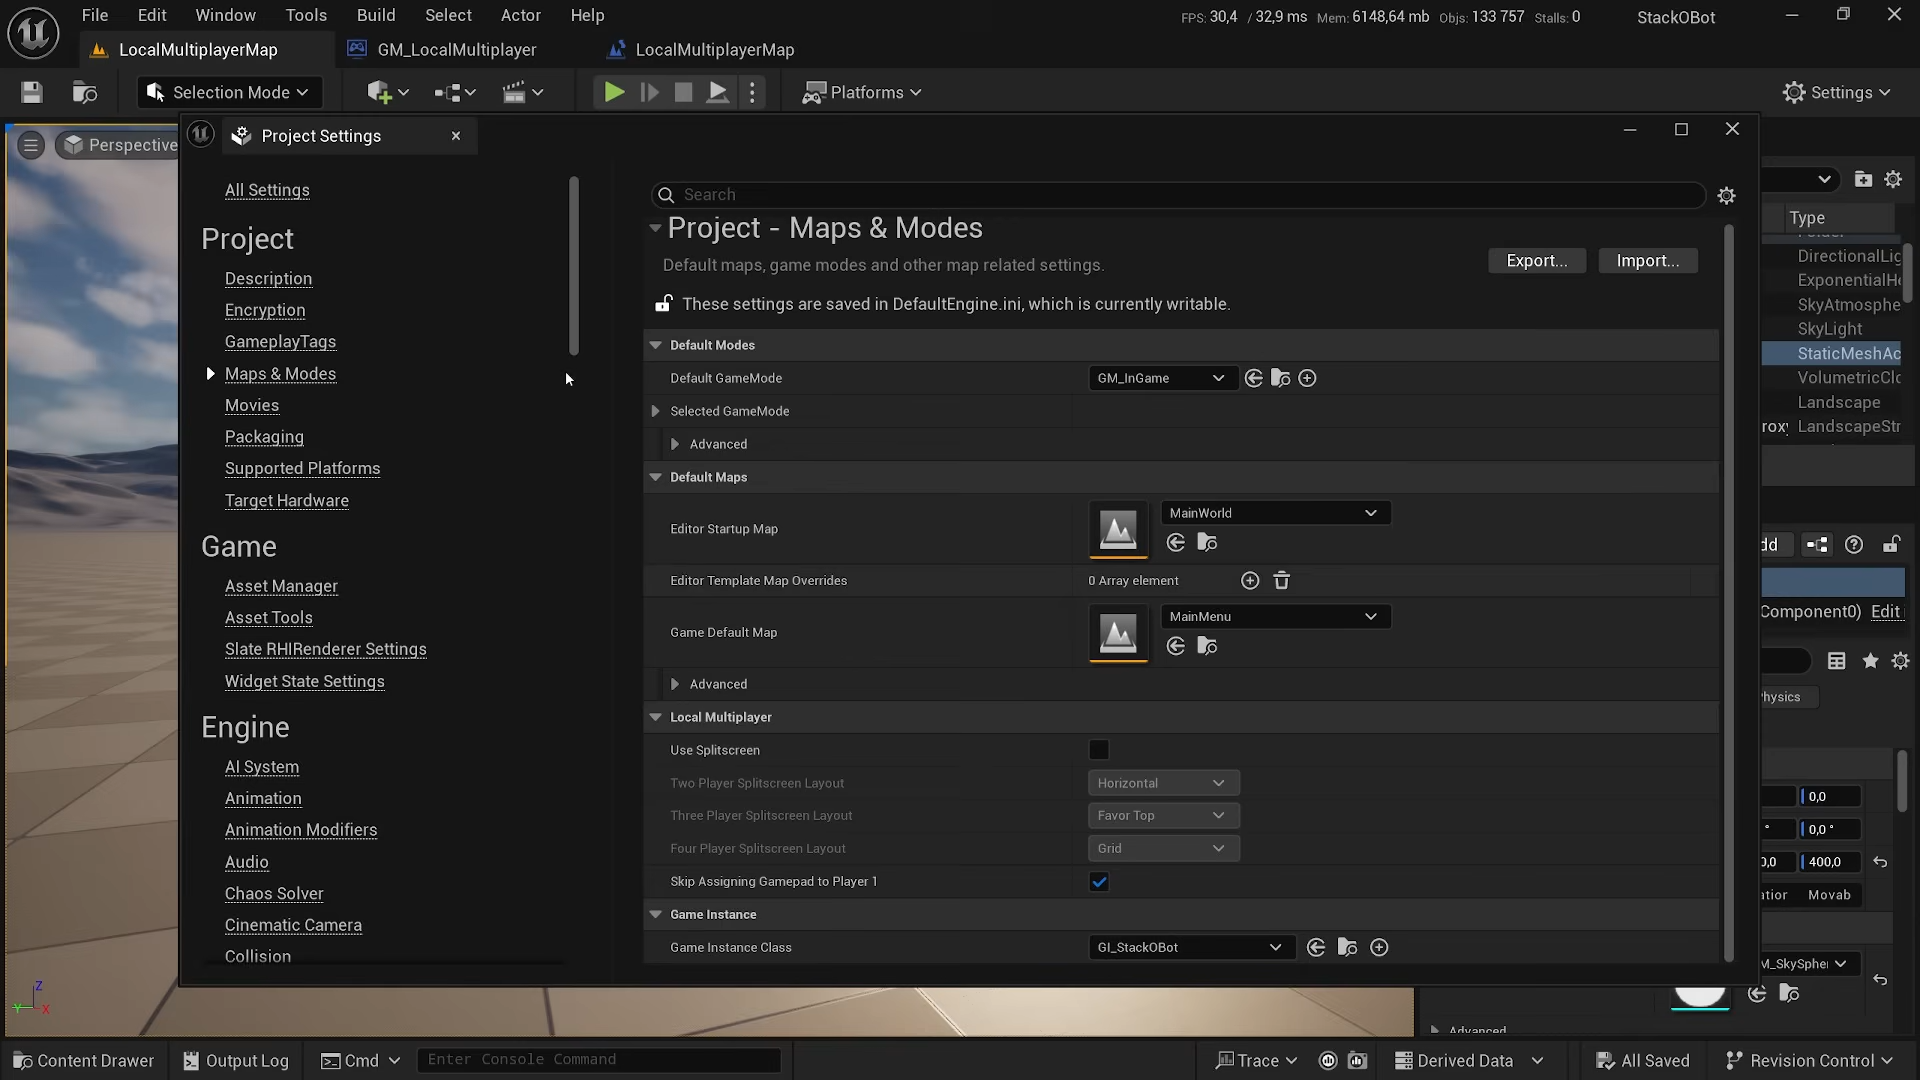 File Edit Window Tools Build Select Actor Help
FPS: 30,4 / 32,9 ms Mem: 6148,64 mb Objs: 133 757 Stalls: 0
StackOBot
LocalMultiplayerMap
GM_LocalMultiplayer
LocalMultiplayerMap
Selection Mode
Platforms
Settings
Perspective
Project Settings
All Settings
Project
Description
Encryption
GameplayTags
Maps & Modes
Movies
Packaging
Supported Platforms
Target Hardware
Game
Asset Manager
Asset Tools
Slate RHIRenderer Settings
Widget State Settings
Engine
AI System
Animation
Animation Modifiers
Audio
Chaos Solver
Cinematic Camera
Collision
Search
Project - Maps & Modes
Default maps, game modes and other map related settings.
Export... Import...
These settings are saved in DefaultEngine.ini, which is currently writable.
Default Modes
Default GameMode GM_InGame
Selected GameMode
Advanced
Default Maps
Editor Startup Map MainWorld
Editor Template Map Overrides 0 Array element
Game Default Map MainMenu
Advanced
Local Multiplayer
Use Splitscreen
Two Player Splitscreen Layout Horizontal
Three Player Splitscreen Layout Favor Top
Four Player Splitscreen Layout Grid
Skip Assigning Gamepad to Player 1
Game Instance
Game Instance Class GI_StackOBot
Type
DirectionalLig
ExponentialHe
SkyAtmosphe
SkyLight
StaticMeshAc
VolumetricClo
Landscape
roxy LandscapeStr
dd
Component0) Edit
hysics
0,0
° 0,0 °
0,0 400,0
Movab
M_SkySpher
Advanced
Content Drawer
Output Log
Cmd
Enter Console Command
Trace
Derived Data
All Saved
Revision Control
Z
Y
X